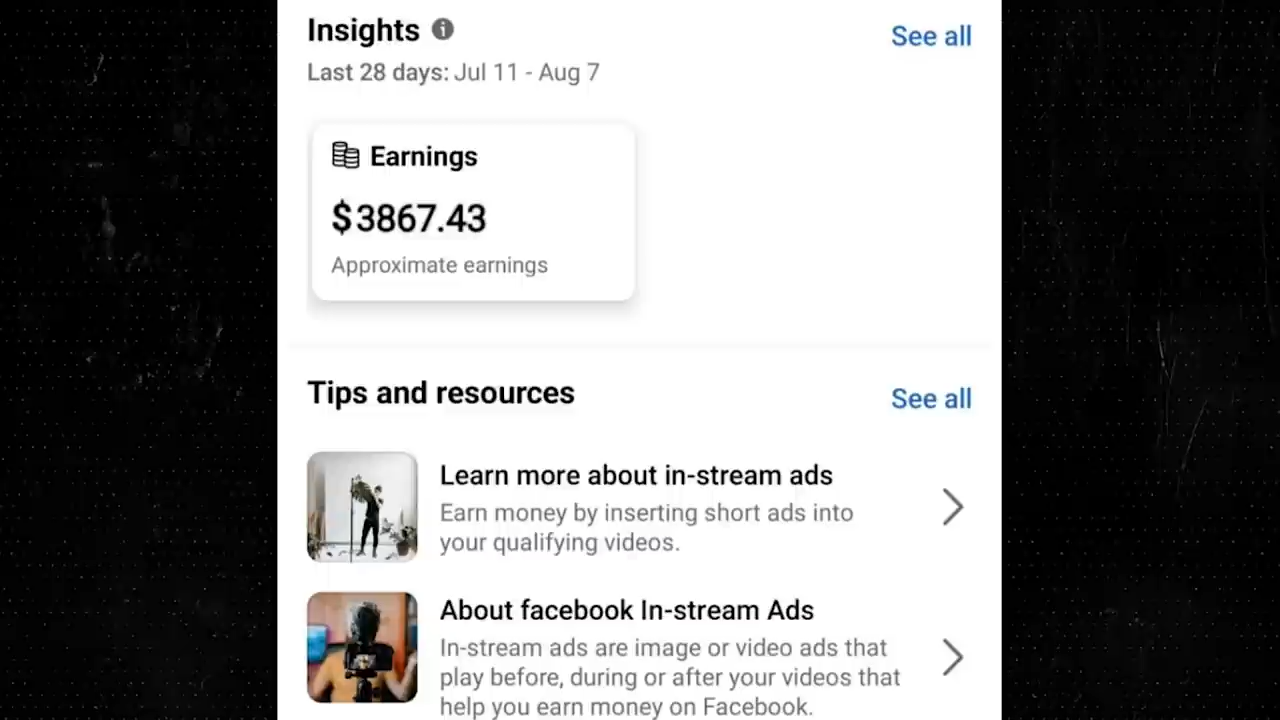 Insights
See all
Last 28 days: Jul 11 - Aug 7
Earnings
$3867.43
Approximate earnings
Tips and resources
See all
Learn more about in-stream ads
Earn money by inserting short ads into
your qualifying videos.
About facebook In-stream Ads
In-stream ads are image or video ads that
play before, during or after your videos that
help you earn money on Facebook.